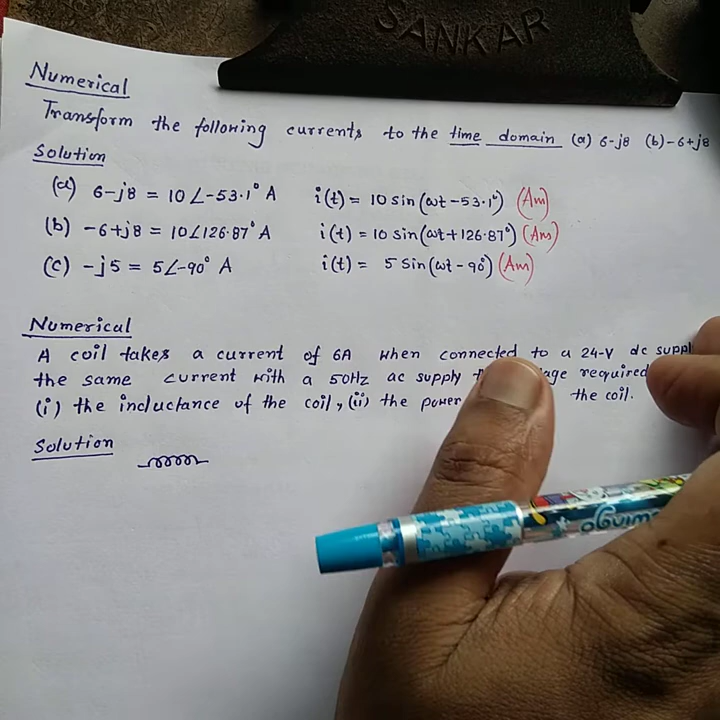 SANKAR
Numerical
Transform the following currents to the time domain (a) 6-j8 (b)-6+j8
Solution
(a) 6-j8 = 10∠-53.1° A i(t) = 10 sin(ωt-53.1°) (Ans)
(b) -6+j8 = 10∠126.87° A i(t) = 10 sin(ωt+126.87°) (Ans)
(c) -j5 = 5∠-90° A i(t) = 5 Sin(ωt-90°) (Ans)
Numerical
A coil takes a current of 6A when connected to a 24-V dc
the same current with a 50Hz ac supply required
(i) the inductance of the coil, (ii) the power the coil.
Solution